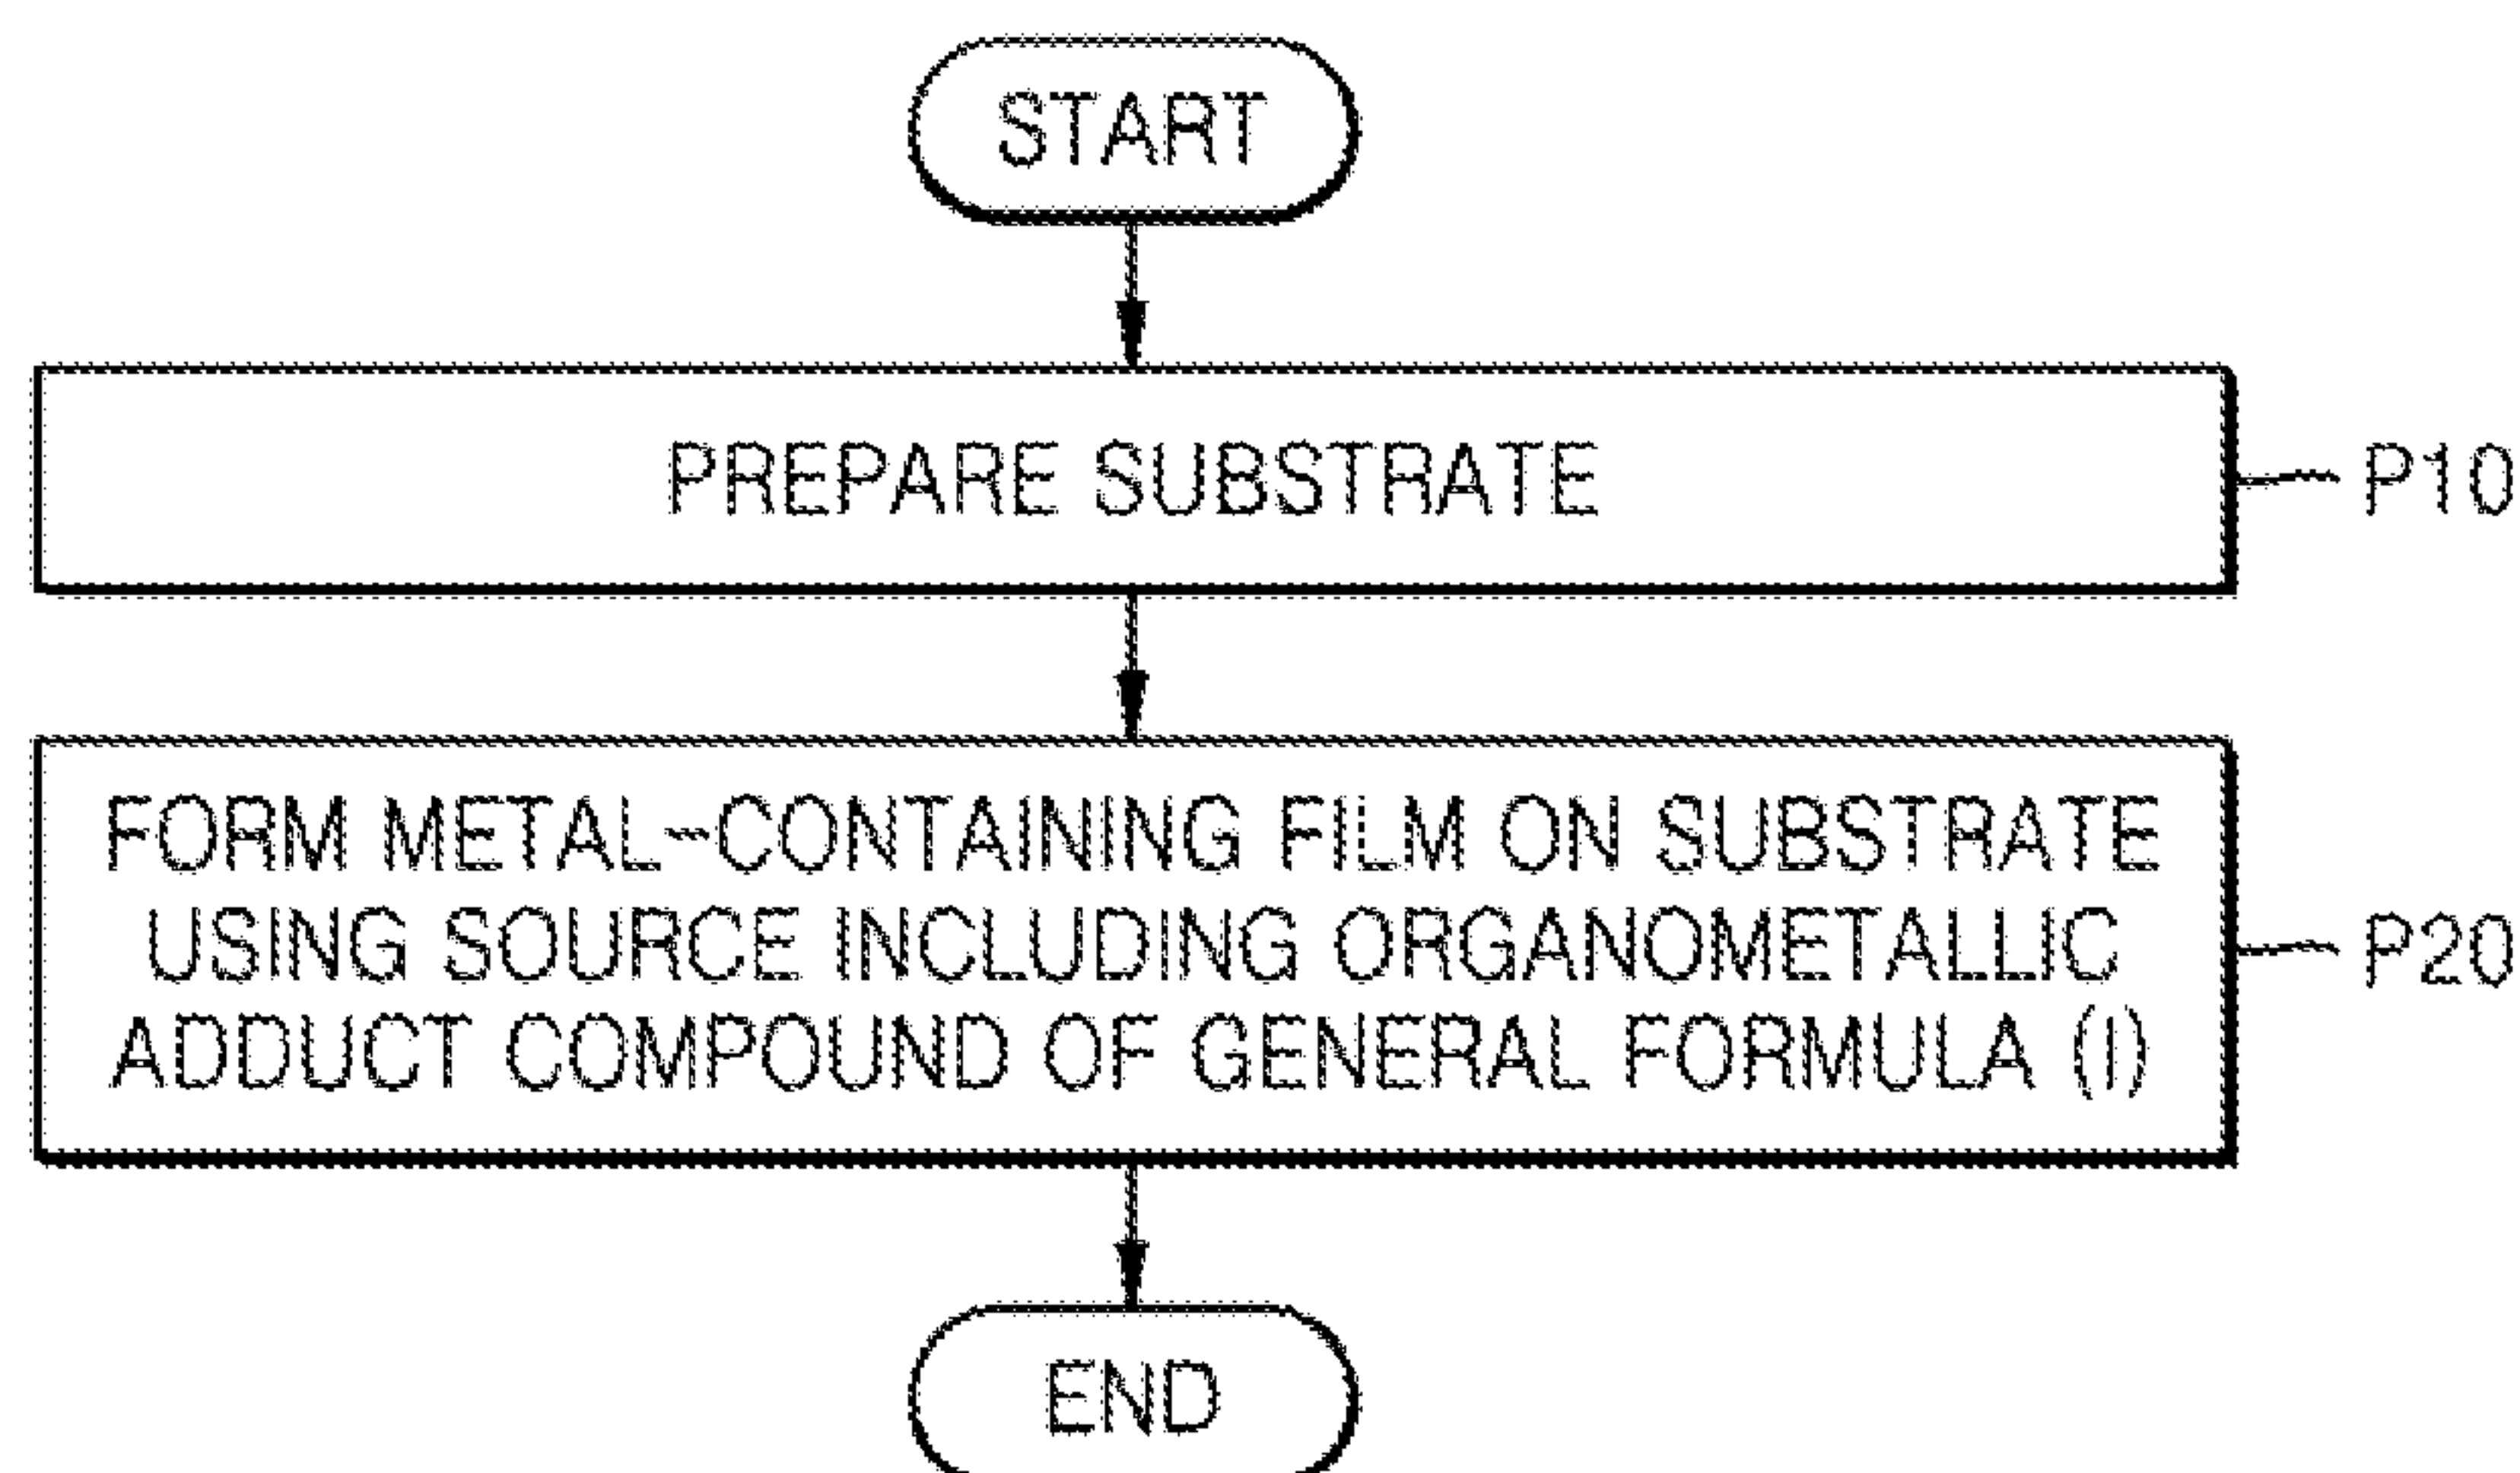 START
PREPARE SUBSTRATE
P10
FORM METAL-CONTAINING FILM ON SUBSTRATE
USING SOURCE INCLUDING ORGANOMETALLIC
ADDUCT COMPOUND OF GENERAL FORMULA (I)
P20
END